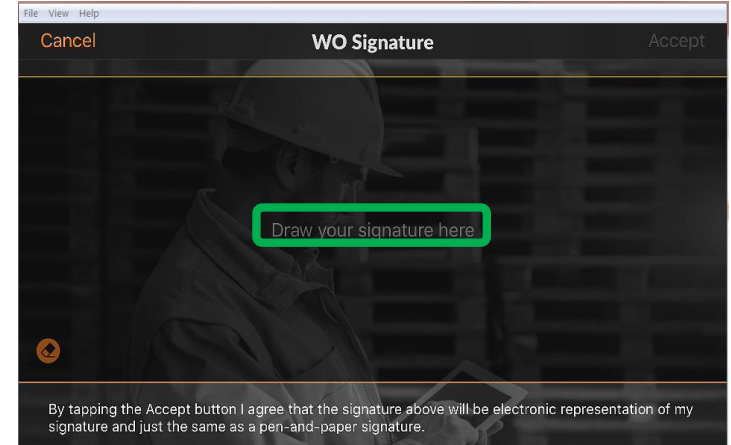 File View Help
Cancel WO Signature Accept
Draw your signature here
By tapping the Accept button I agree that the signature above will be electronic representation of my
signature and just the same as a pen-and-paper signature.